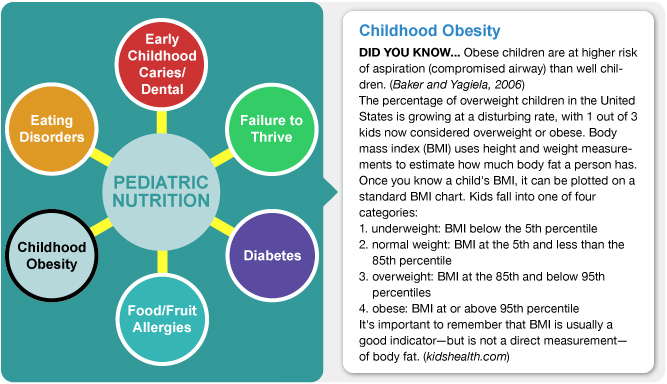 Early
Childhood
Caries/
Dental
Eating
Disorders
Failure to
Thrive
PEDIATRIC
NUTRITION
Childhood
Obesity
Diabetes
Food/Fruit
Allergies
Childhood Obesity
DID YOU KNOW... Obese children are at higher risk
of aspiration (compromised airway) than well chil-
dren. (Baker and Yagiela, 2006)
The percentage of overweight children in the United
States is growing at a disturbing rate, with 1 out of 3
kids now considered overweight or obese. Body
mass index (BMI) uses height and weight measure-
ments to estimate how much body fat a person has.
Once you know a child's BMI, it can be plotted on a
standard BMI chart. Kids fall into one of four
categories:
1. underweight: BMI below the 5th percentile
2. normal weight: BMI at the 5th and less than the
85th percentile
3. overweight: BMI at the 85th and below 95th
percentiles
4. obese: BMI at or above 95th percentile
It's important to remember that BMI is usually a
good indicator—but is not a direct measurement—
of body fat. (kidshealth.com)